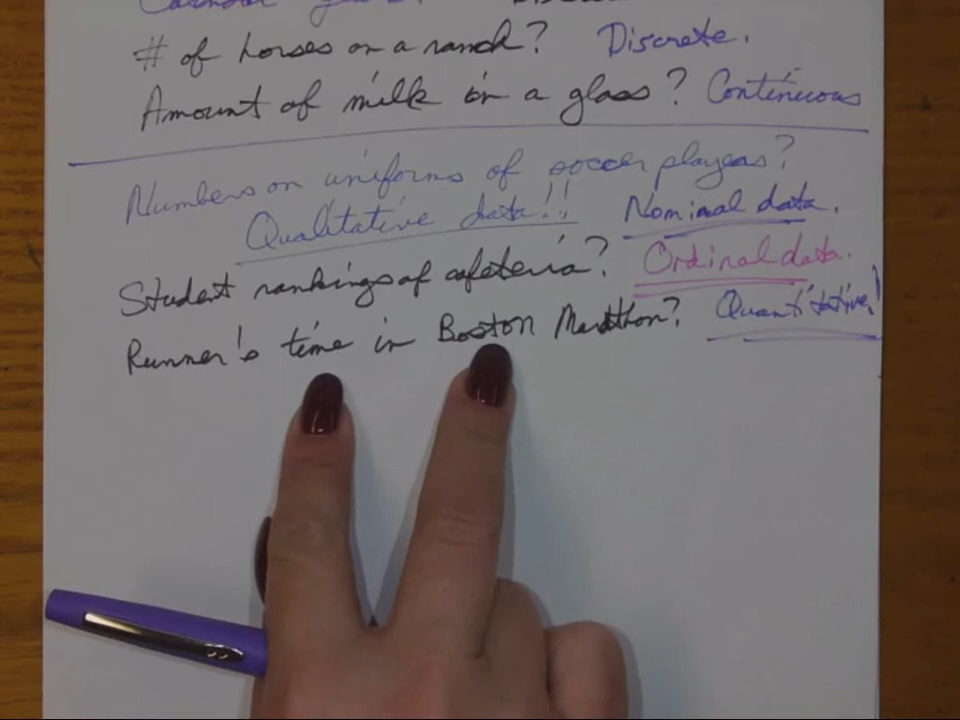 Calendar
# of horses on a ranch? Discrete.
Amount of milk in a glass? Continuous
Numbers on uniforms of soccer players?
Qualitative data!! Nominal data.
Student rankings of cafeteria? Ordinal data.
Runner's time in Boston Marathon? Quantitative!